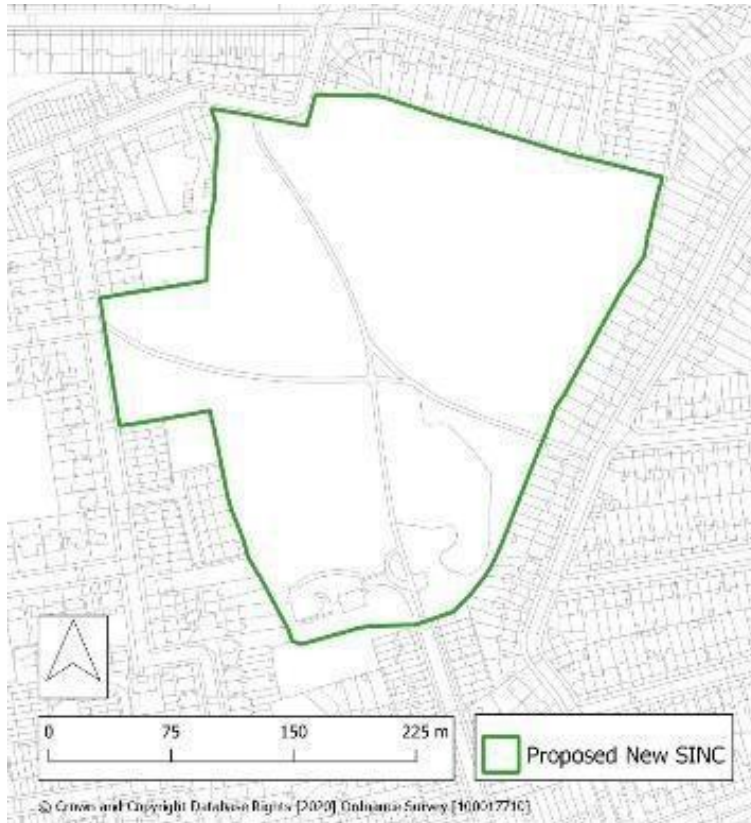 0 75 150 225 m
Proposed New SINC
© Crown and Copyright Database Rights [2020] Ordnance Survey [100017710]